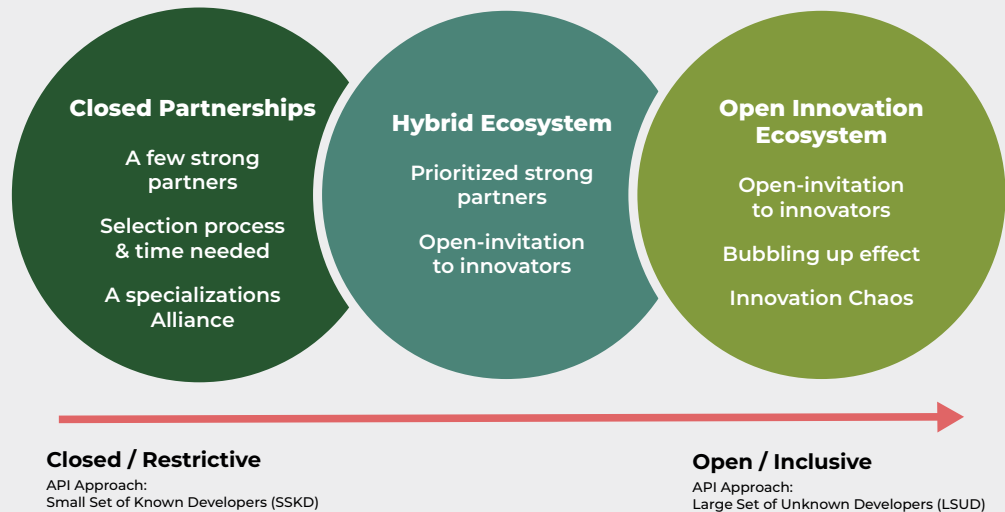 Closed Partnerships
A few strong
partners
Selection process
& time needed
A specializations
Alliance
Hybrid Ecosystem
Prioritized strong
partners
Open-invitation
to innovators
Open Innovation
Ecosystem
Open-invitation
to innovators
Bubbling up effect
Innovation Chaos
Closed / Restrictive
API Approach:
Small Set of Known Developers (SSKD)
Open / Inclusive
API Approach:
Large Set of Unknown Developers (LSUD)